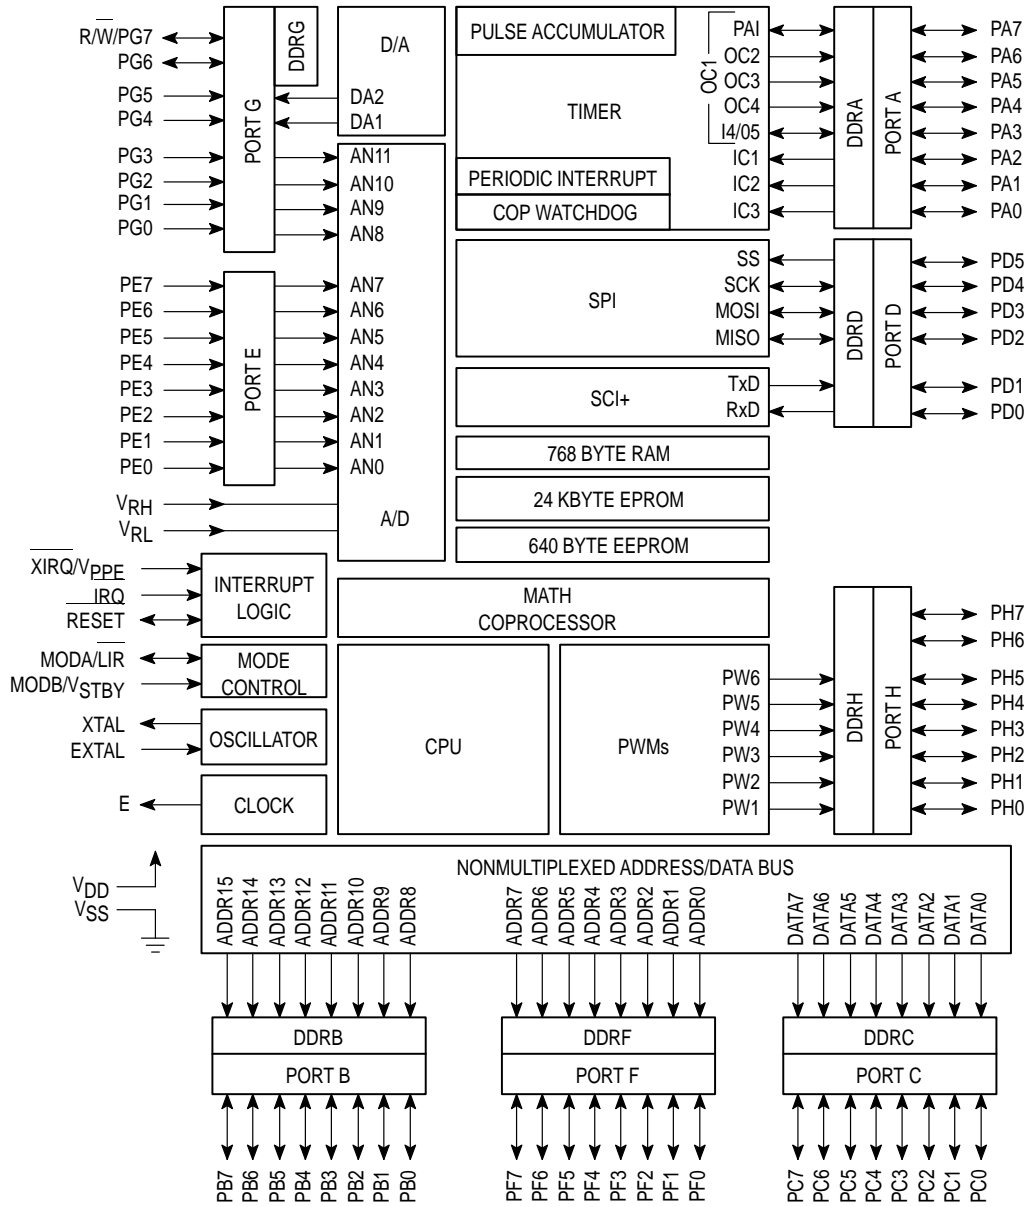 R/W/PG7
PG6
PG5
PG4
PG3
PG2
PG1
PG0
PORT G
DDRG
D/A
DA2
DA1
AN11
AN10
AN9
AN8
PE7
PE6
PE5
PE4
PE3
PE2
PE1
PE0
PORT E
AN7
AN6
AN5
AN4
AN3
AN2
AN1
AN0
VRH
VRL
A/D
PULSE ACCUMULATOR
TIMER
PERIODIC INTERRUPT
COP WATCHDOG
OC1
PAI
OC2
OC3
OC4
I4/05
IC1
IC2
IC3
DDRA
PORT A
PA7
PA6
PA5
PA4
PA3
PA2
PA1
PA0
SPI
SS
SCK
MOSI
MISO
SCI+
TxD
RxD
DDRD
PORT D
PD5
PD4
PD3
PD2
PD1
PD0
768 BYTE RAM
24 KBYTE EPROM
640 BYTE EEPROM
XIRQ/VPPE
IRQ
RESET
INTERRUPT
LOGIC
MATH
COPROCESSOR
MODA/LIR
MODB/VSTBY
MODE
CONTROL
XTAL
EXTAL
OSCILLATOR
E
CLOCK
CPU
PWMs
PW6
PW5
PW4
PW3
PW2
PW1
DDRH
PORT H
PH7
PH6
PH5
PH4
PH3
PH2
PH1
PH0
VDD
VSS
NONMULTIPLEXED ADDRESS/DATA BUS
ADDR15
ADDR14
ADDR13
ADDR12
ADDR11
ADDR10
ADDR9
ADDR8
ADDR7
ADDR6
ADDR5
ADDR4
ADDR3
ADDR2
ADDR1
ADDR0
DATA7
DATA6
DATA5
DATA4
DATA3
DATA2
DATA1
DATA0
DDRB
PORT B
DDRF
PORT F
DDRC
PORT C
PB7
PB6
PB5
PB4
PB3
PB2
PB1
PB0
PF7
PF6
PF5
PF4
PF3
PF2
PF1
PF0
PC7
PC6
PC5
PC4
PC3
PC2
PC1
PC0